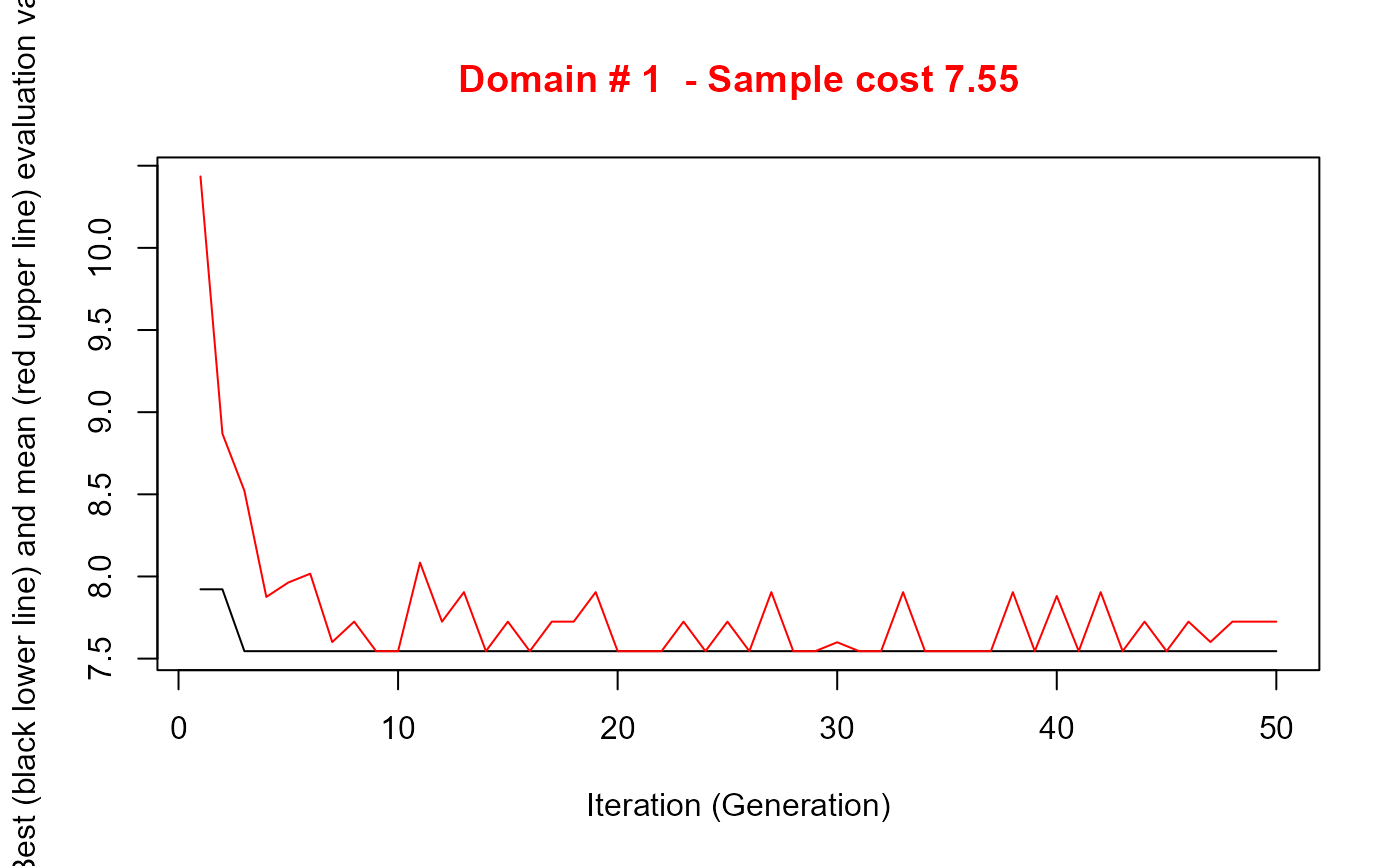 Domain # 1  - Sample cost 7.55
Best (black lower line) and mean (red upper line) evaluation
10.0
9.5
9.0
8.5
8.0
7.5
0 10 20 30 40 50
Iteration (Generation)